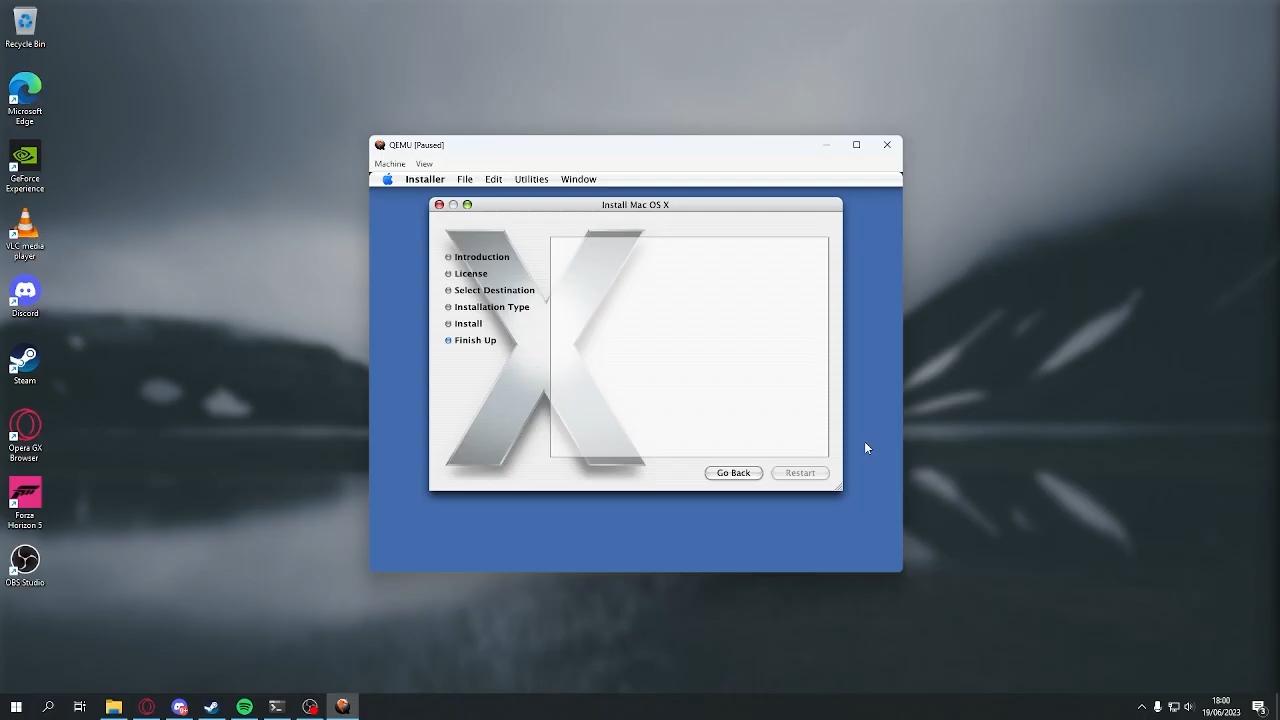 Recycle Bin
Microsoft
Edge
GeForce
Experience
VLC media
player
Discord
Steam
Opera GX
Browser
Forza
Horizon 5
OBS Studio
QEMU [Paused]
Machine View
Installer File Edit Utilities Window
Install Mac OS X
Introduction
License
Select Destination
Installation Type
Install
Finish Up
Go Back Restart
18:00
19/06/2023